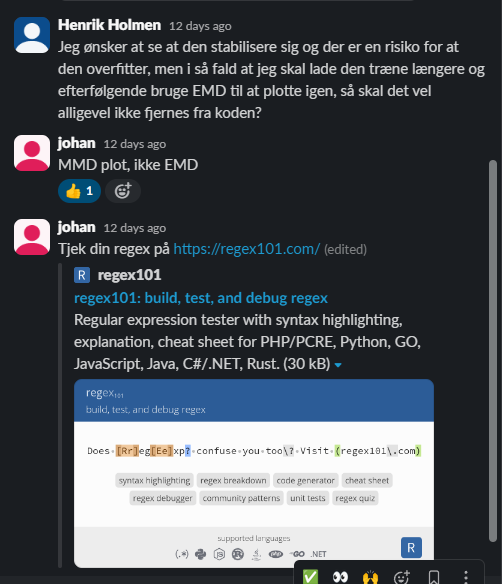 Henrik Holmen 12 days ago
Jeg ønsker at se at den stabilisere sig og der er en risiko for at
den overfitter, men i så fald at jeg skal lade den træne længere og
efterfølgende bruge EMD til at plotte igen, så skal det vel
alligevel ikke fjernes fra koden?
johan 12 days ago
MMD plot, ikke EMD
👍 1
johan 12 days ago
Tjek din regex på https://regex101.com/ (edited)
R regex101
regex101: build, test, and debug regex
Regular expression tester with syntax highlighting,
explanation, cheat sheet for PHP/PCRE, Python, GO,
JavaScript, Java, C#/.NET, Rust. (30 kB)
regex101
build, test, and debug regex
Does·[Rr]eg[Ee]xp?·confuse·you·too\?·Visit·(regex101\.com)
syntax highlighting regex breakdown code generator cheat sheet
regex debugger community patterns unit tests regex quiz
supported languages
(.*) JS php GO .NET
R